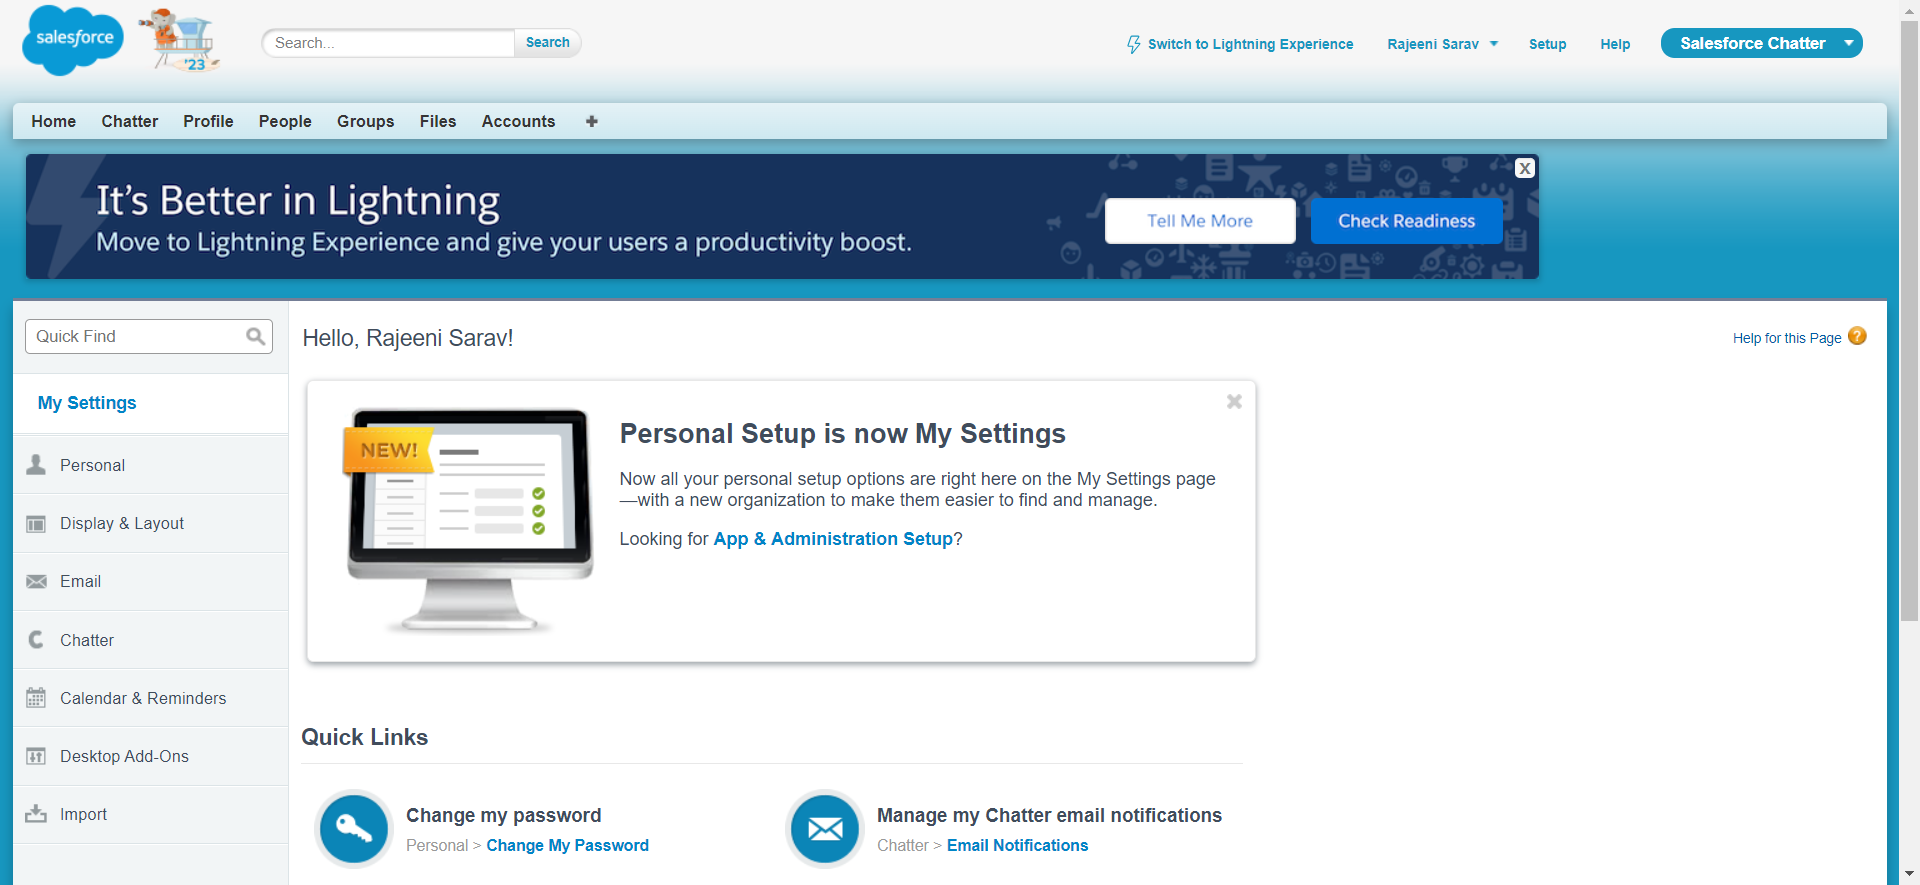 salesforce
'23
Search...
Search
Switch to Lightning Experience
Rajeeni Sarav
Setup
Help
Salesforce Chatter
Home
Chatter
Profile
People
Groups
Files
Accounts
+
It's Better in Lightning
Move to Lightning Experience and give your users a productivity boost.
Tell Me More
Check Readiness
X
Quick Find
My Settings
Personal
Display & Layout
Email
Chatter
Calendar & Reminders
Desktop Add-Ons
Import
Hello, Rajeeni Sarav!
Help for this Page
?
NEW!
Personal Setup is now My Settings
Now all your personal setup options are right here on the My Settings page
—with a new organization to make them easier to find and manage.
Looking for App & Administration Setup?
Quick Links
Change my password
Personal > Change My Password
Manage my Chatter email notifications
Chatter > Email Notifications